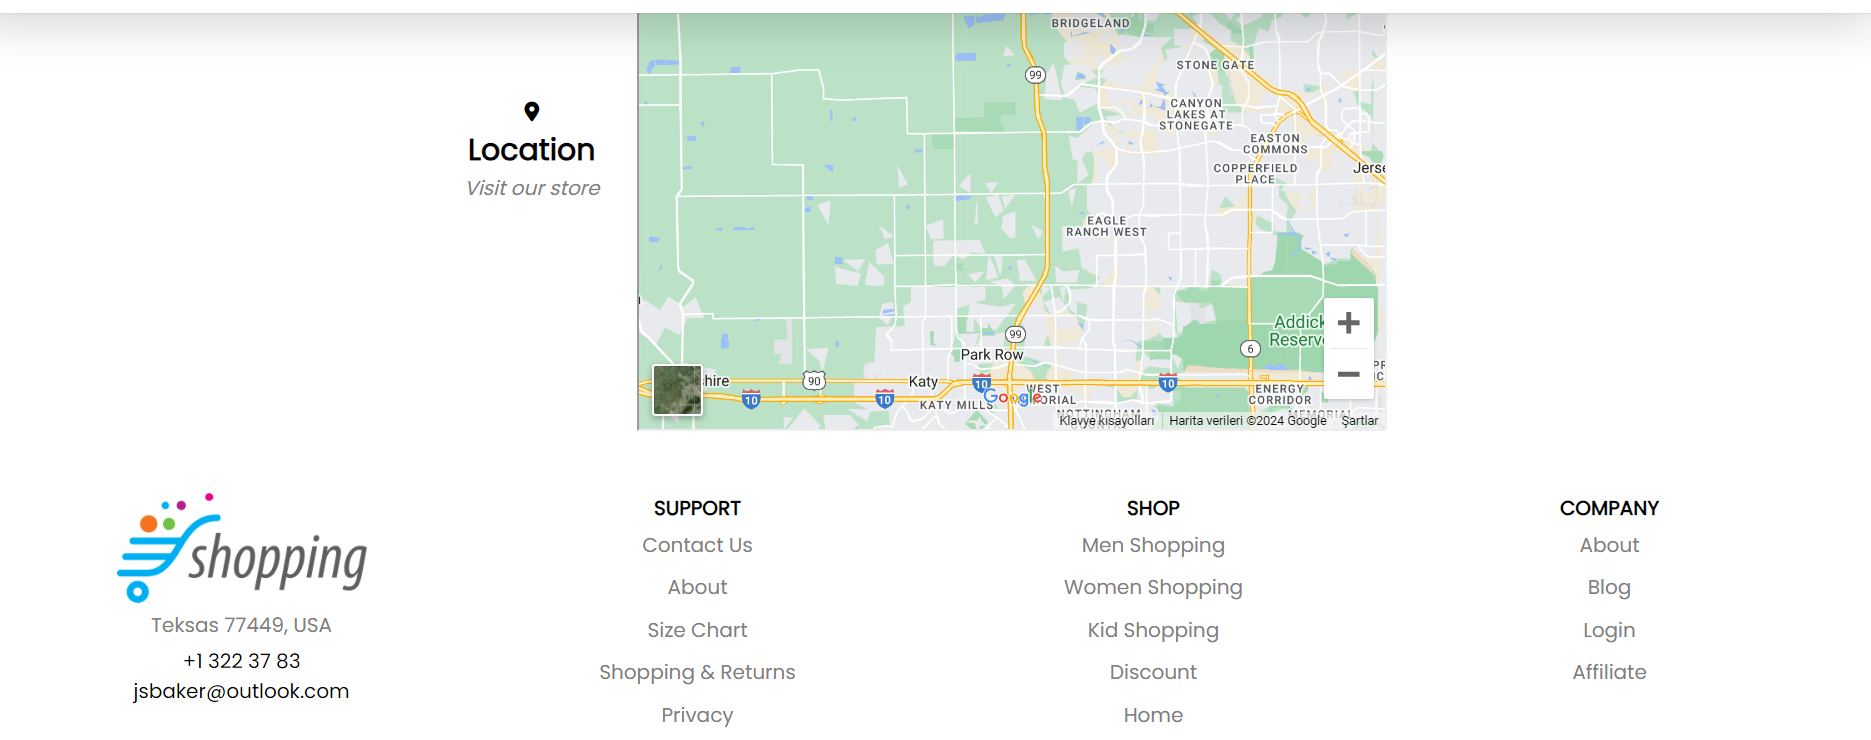 BRIDGELAND
99
STONE GATE
CANYON
LAKES AT
STONEGATE
EASTON
COMMONS
COPPERFIELD
PLACE
Jerse
EAGLE
RANCH WEST
Location
Visit our store
Addick
Reserv
99
6
Park Row
hire
90
Katy
10
10
10
10
WEST
MEMORIAL
ENERGY
CORRIDOR
KATY MILLS
Google
NOTTINGHAM
COUNTRY
MEMORIAL
Klavye kısayolları
Harita verileri ©2024 Google
Şartlar
shopping
Teksas 77449, USA
+1 322 37 83
jsbaker@outlook.com
SUPPORT
Contact Us
About
Size Chart
Shopping & Returns
Privacy
SHOP
Men Shopping
Women Shopping
Kid Shopping
Discount
Home
COMPANY
About
Blog
Login
Affiliate